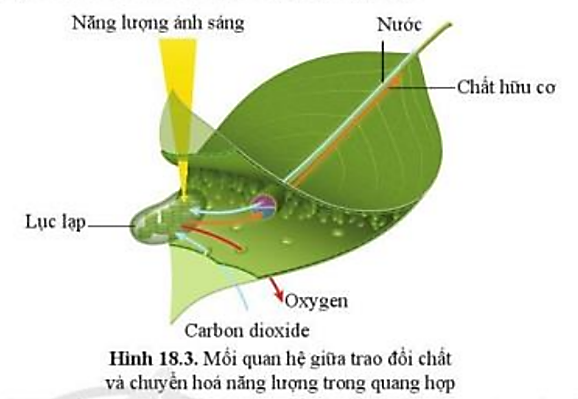 Năng lượng ánh sáng
Nước
Chất hữu cơ
Lục lạp
Oxygen
Carbon dioxide
Hình 18.3. Mối quan hệ giữa trao đổi chất
và chuyển hoá năng lượng trong quang hợp